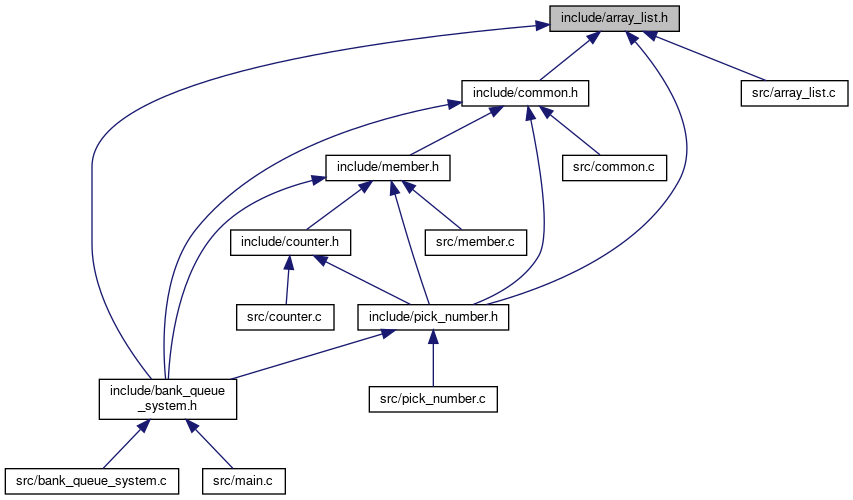 include/array_list.h
include/common.h
src/array_list.c
include/member.h
src/common.c
include/counter.h
src/member.c
src/counter.c
include/pick_number.h
include/bank_queue
_system.h
src/pick_number.c
src/bank_queue_system.c
src/main.c